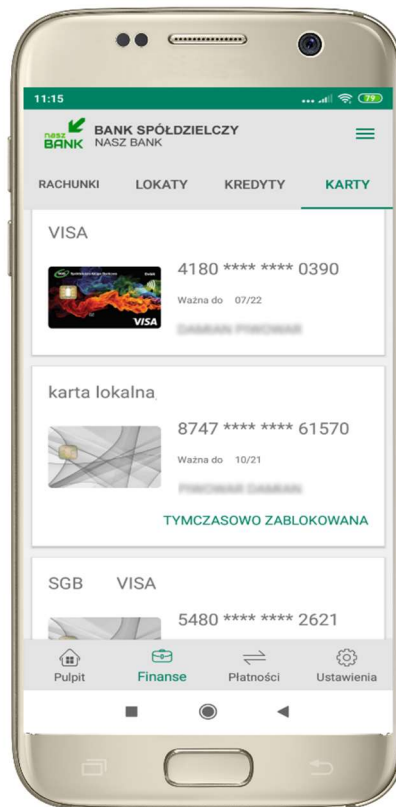 11:15
79
nasz
BANK
BANK SPÓŁDZIELCZY
NASZ BANK
RACHUNKI LOKATY KREDYTY KARTY
VISA
4180 **** **** 0390
Ważna do 07/22
VISA
karta lokalna
8747 **** **** 61570
Ważna do 10/21
TYMCZASOWO ZABLOKOWANA
SGB VISA
5480 **** **** 2621
Pulpit Finanse Płatności Ustawienia